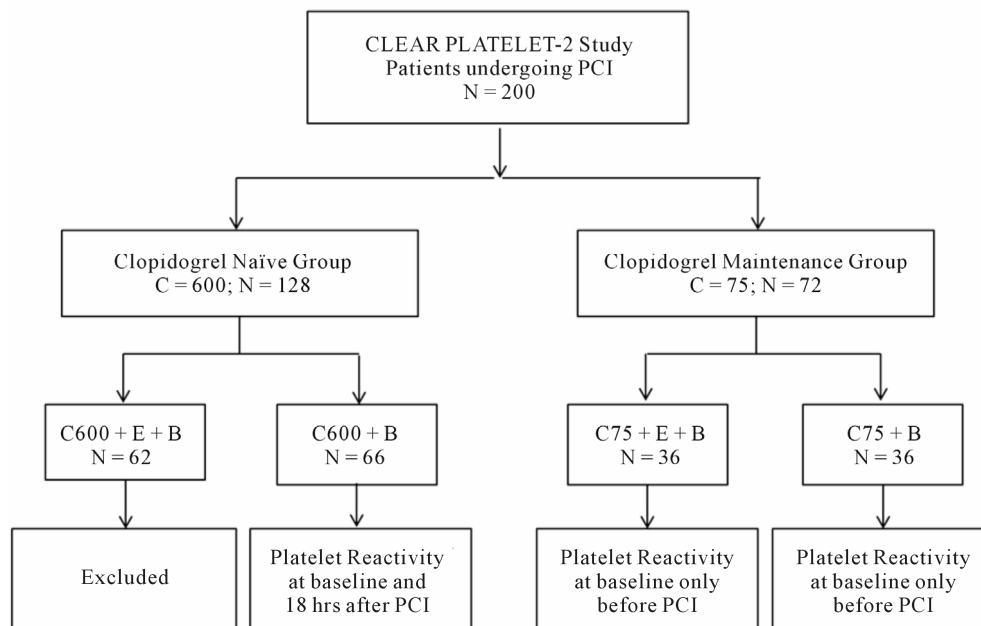 CLEAR PLATELET-2 Study
Patients undergoing PCI
N = 200
Clopidogrel Naïve Group
C = 600; N = 128
Clopidogrel Maintenance Group
C = 75; N = 72
C600 + E + B
N = 62
C600 + B
N = 66
C75 + E + B
N = 36
C75 + B
N = 36
Excluded
Platelet Reactivity
at baseline and
18 hrs after PCI
Platelet Reactivity
at baseline only
before PCI
Platelet Reactivity
at baseline only
before PCI